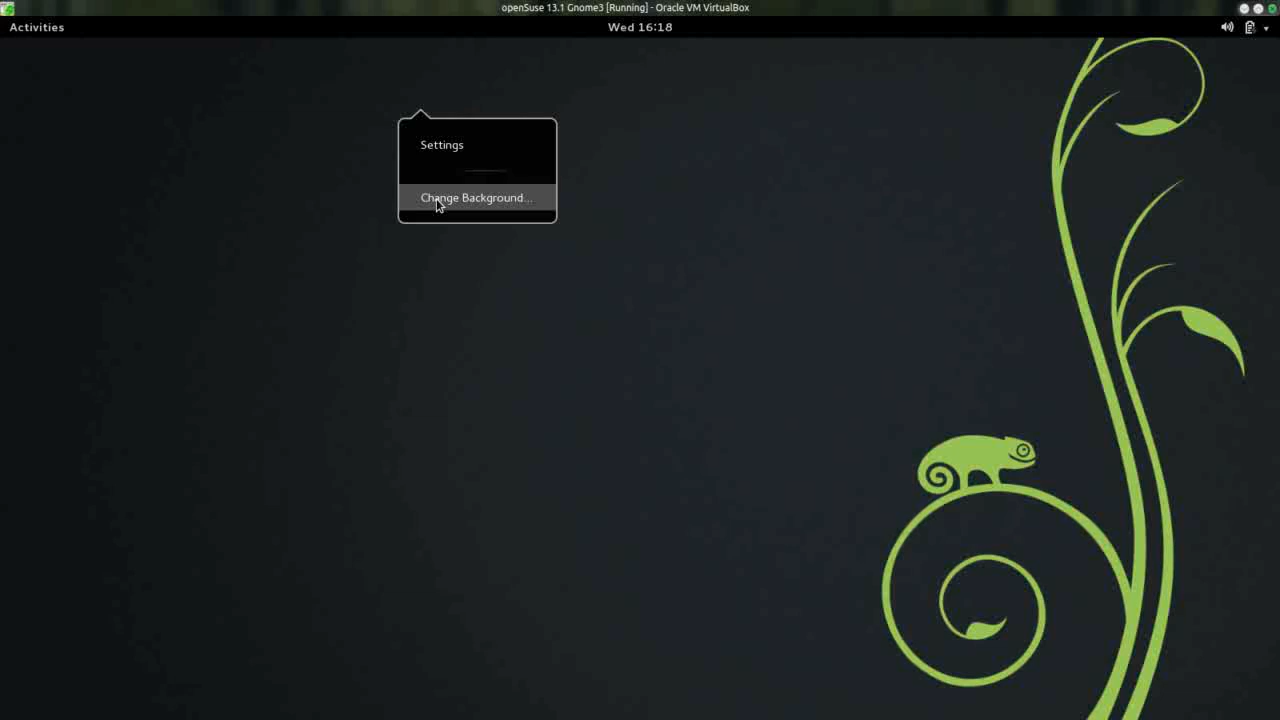 openSuse 13.1 Gnome3 [Running] - Oracle VM VirtualBox
Activities
Wed 16:18
Settings
Change Background...